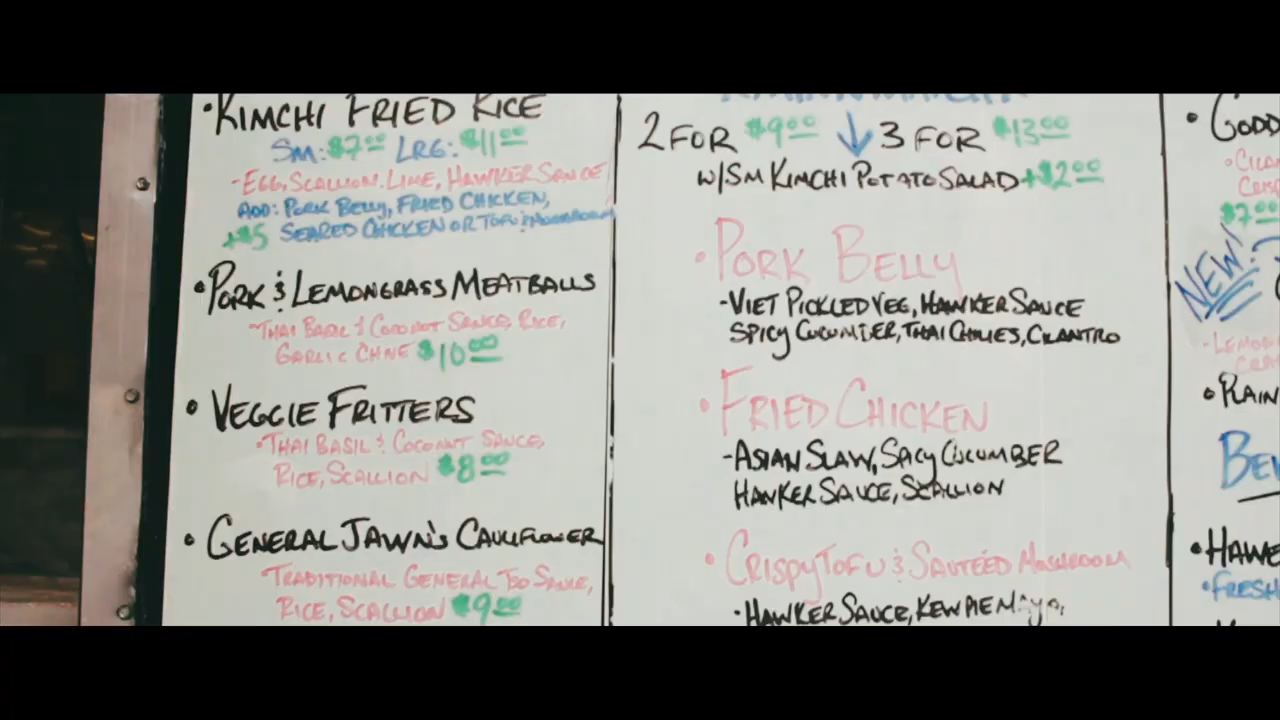 • KIMCHI FRIED RICE
SM: $7.00 LRG: $11.00
- EGG, SCALLION, LIME, HAWKER SAUCE
ADD: PORK BELLY, FRIED CHICKEN,
+$5 SEARED CHICKEN OR TOFU & MUSHROOM
• PORK & LEMONGRASS MEATBALLS
• THAI BASIL & COCONUT SAUCE, RICE,
GARLIC CHIVE $10.00
• VEGGIE FRITTERS
• THAI BASIL & COCONUT SAUCE,
RICE, SCALLION $8.00
• GENERAL JAWN'S CAULIFLOWER
• TRADITIONAL GENERAL TSO SAUCE,
RICE, SCALLION $9.00
2 FOR $9.00 ↓ 3 FOR $13.00
W/SM KIMCHI POTATO SALAD +$2.00
• PORK BELLY
- VIET PICKLED VEG, HAWKER SAUCE
SPICY CUCUMBER, THAI CHILIES, CILANTRO
• FRIED CHICKEN
- ASIAN SLAW, SPICY CUCUMBER
HAWKER SAUCE, SCALLION
• CRISPY TOFU & SAUTÉED MUSHROOM
• HAWKER SAUCE, KEWPIE MAYO,
$7.00
NEW!
• PLAIN
FRESH